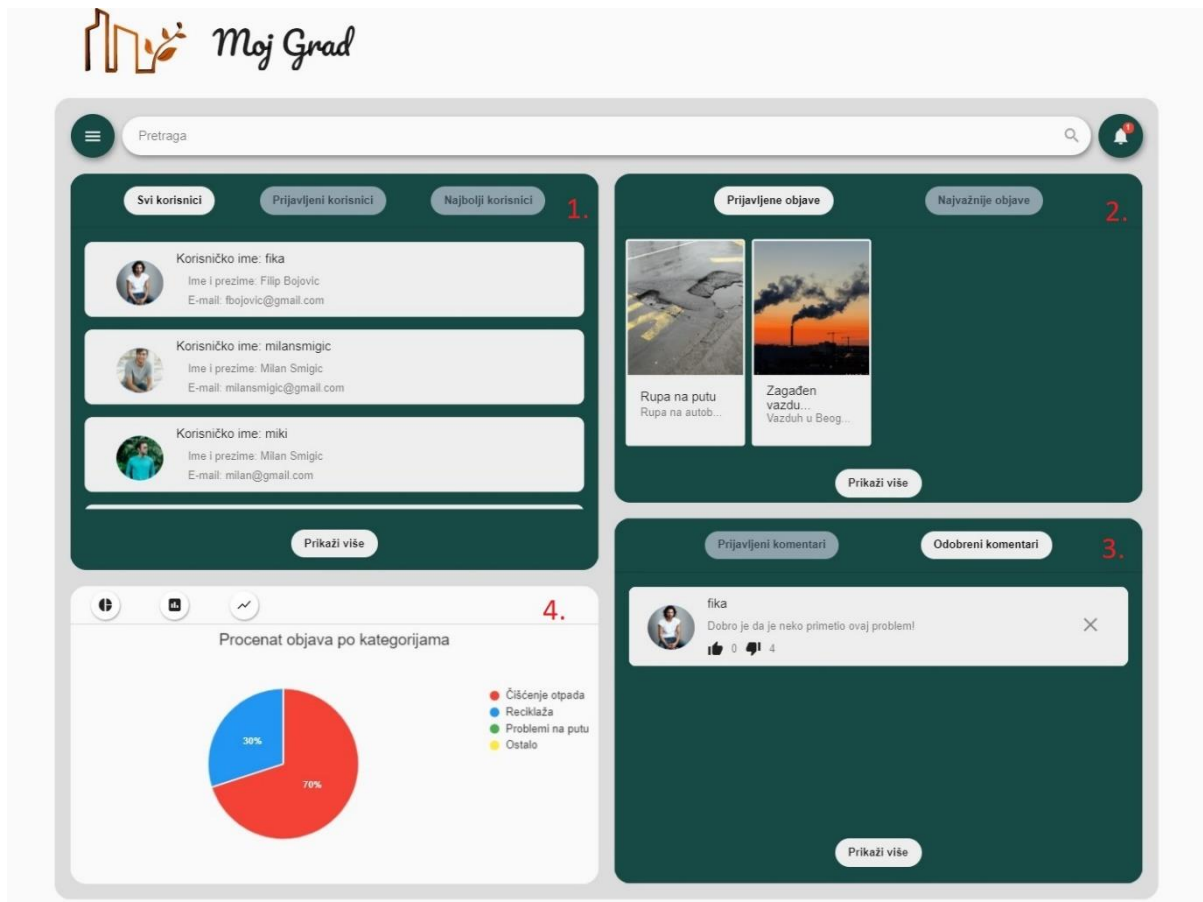 Moj Grad
Pretraga
1
Svi korisnici
Prijavljeni korisnici
Najbolji korisnici
1.
Korisničko ime: fika
Ime i prezime: Filip Bojovic
E-mail: fbojovic@gmail.com
Korisničko ime: milansmigic
Ime i prezime: Milan Smigic
E-mail: milansmigic@gmail.com
Korisničko ime: miki
Ime i prezime: Milan Smigic
E-mail: milan@gmail.com
Prikaži više
Prijavljene objave
Najvažnije objave
2.
Rupa na putu
Rupa na autob...
Zagađen
vazdu...
Vazduh u Beog...
Prikaži više
Prijavljeni komentari
Odobreni komentari
3.
fika
Dobro je da je neko primetio ovaj problem!
0
4
Prikaži više
4.
Procenat objava po kategorijama
30%
70%
Čišćenje otpada
Reciklaža
Problemi na putu
Ostalo